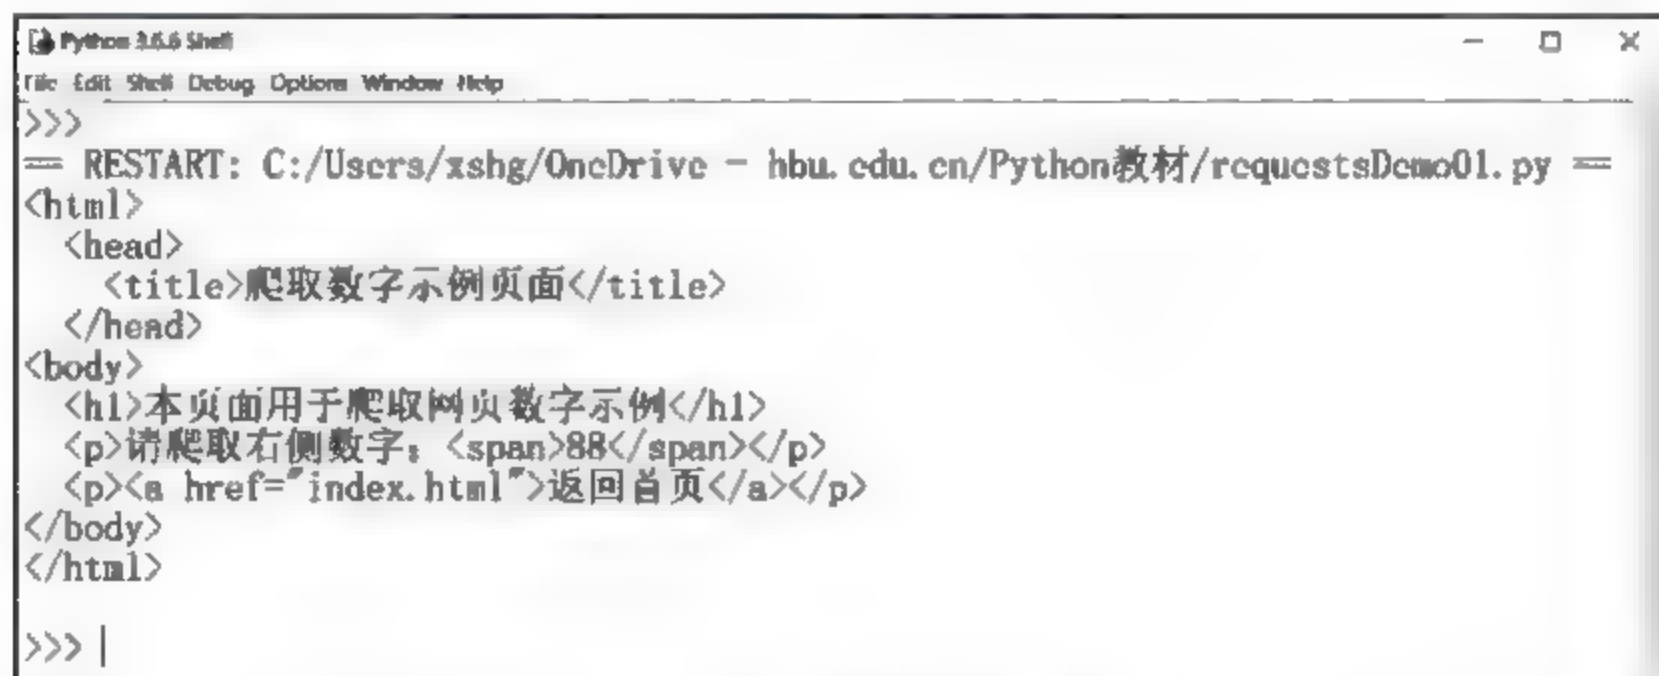 Python 3.6.6 Shell
File Edit Shell Debug Options Window Help
>>>
== RESTART: C:/Users/xshg/OneDrive - hbu.edu.cn/Python教材/requestsDemo01.py ==
<html>
  <head>
    <title>爬取数字示例页面</title>
  </head>
<body>
  <h1>本页面用于爬取网页数字示例</h1>
  <p>请爬取右侧数字：<span>88</span></p>
  <p><a href="index.html">返回首页</a></p>
</body>
</html>
>>>